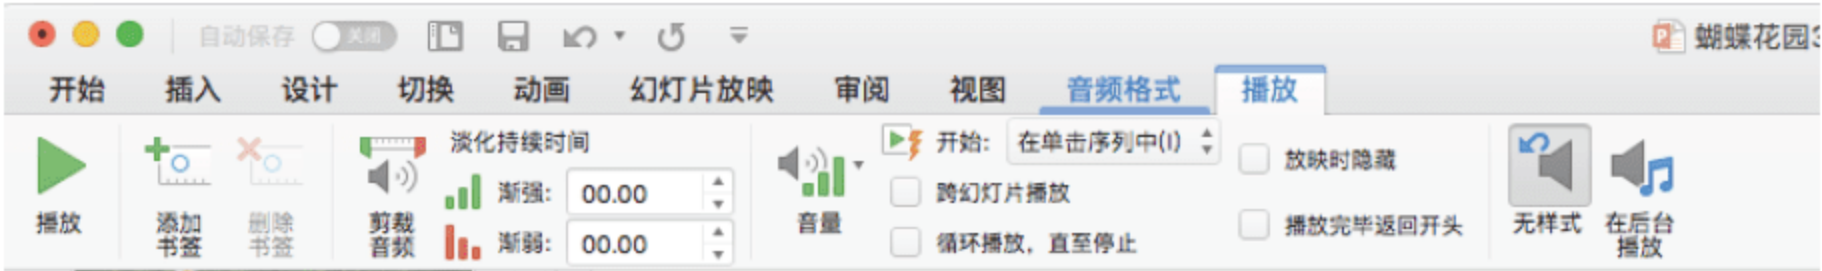 自动保存 关闭 蝴蝶花园3
开始 插入 设计 切换 动画 幻灯片放映 审阅 视图 音频格式 播放
淡化持续时间 开始: 在单击序列中(I) 放映时隐藏
渐强: 00.00 跨幻灯片播放
播放 添加书签 删除书签 剪裁音频 音量 播放完毕返回开头 无样式 在后台播放
渐弱: 00.00 循环播放，直至停止